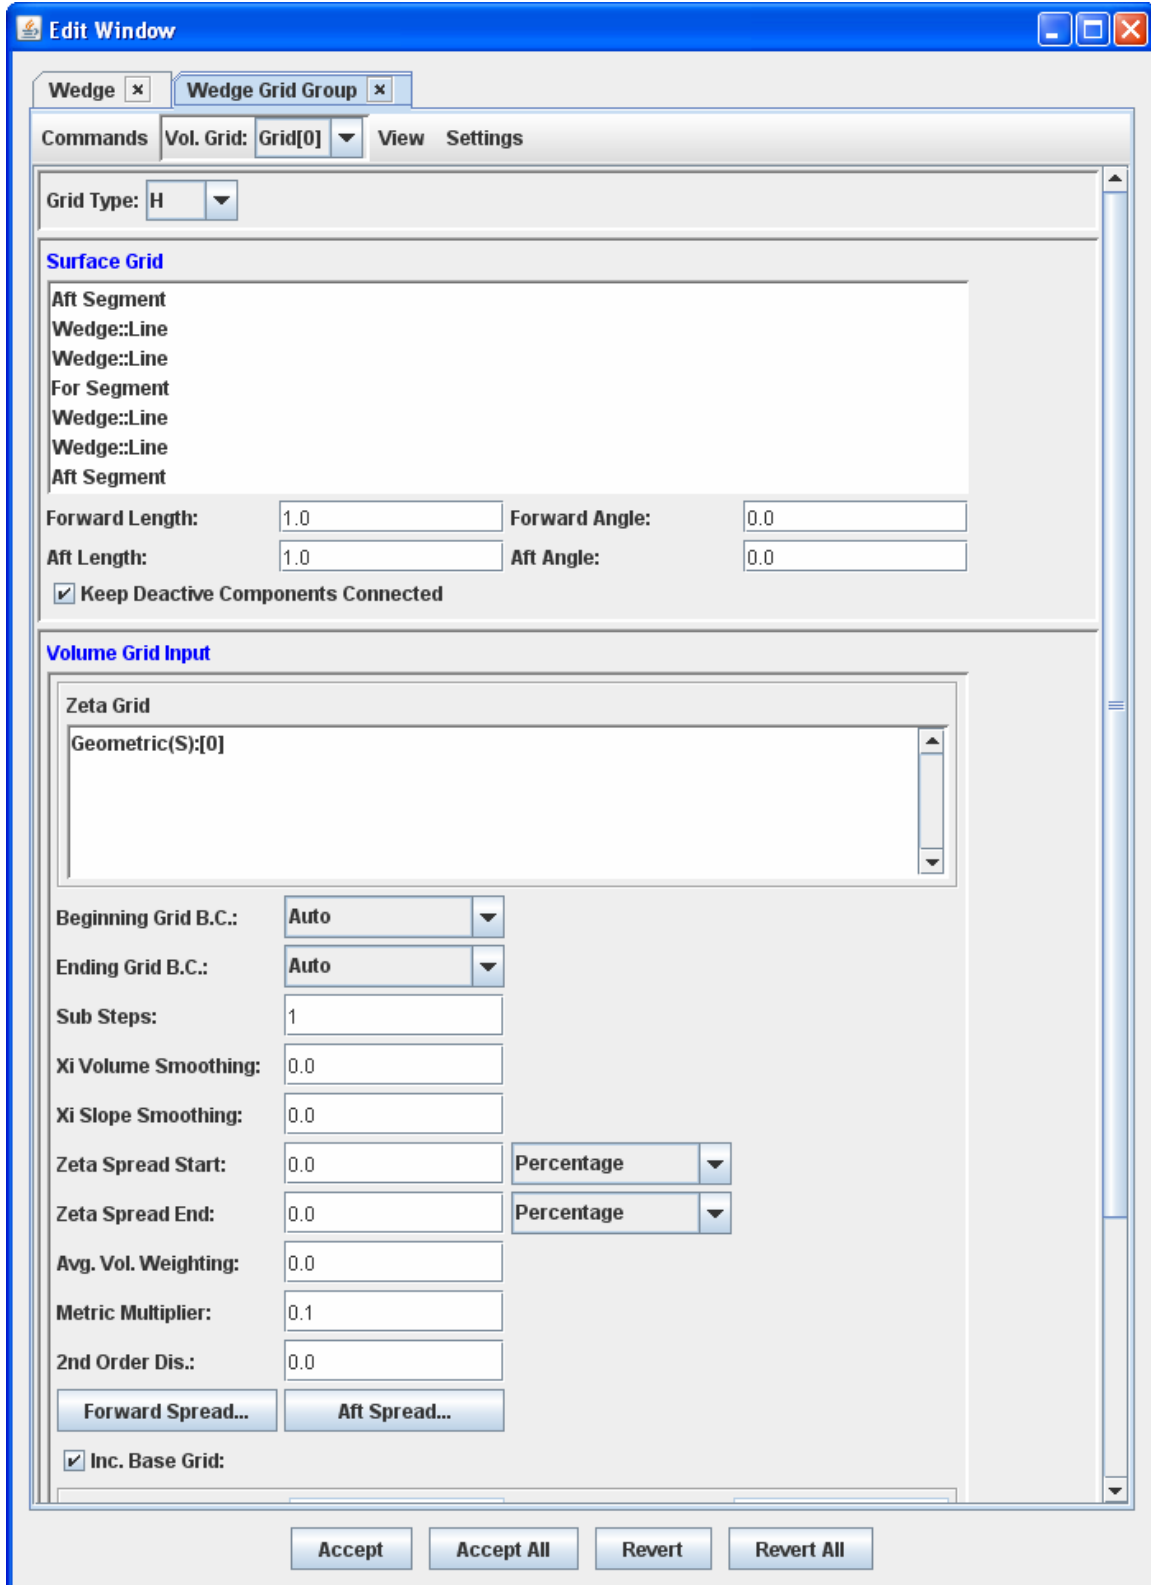 Edit Window
Wedge Wedge Grid Group
Commands Vol. Grid: Grid[0] View Settings
Grid Type: H
Surface Grid
Aft Segment
Wedge::Line
Wedge::Line
For Segment
Wedge::Line
Wedge::Line
Aft Segment
Forward Length: 1.0 Forward Angle: 0.0
Aft Length: 1.0 Aft Angle: 0.0
Keep Deactive Components Connected
Volume Grid Input
Zeta Grid
Geometric(S):[0]
Beginning Grid B.C.: Auto
Ending Grid B.C.: Auto
Sub Steps: 1
Xi Volume Smoothing: 0.0
Xi Slope Smoothing: 0.0
Zeta Spread Start: 0.0 Percentage
Zeta Spread End: 0.0 Percentage
Avg. Vol. Weighting: 0.0
Metric Multiplier: 0.1
2nd Order Dis.: 0.0
Forward Spread... Aft Spread...
Inc. Base Grid:
Accept Accept All Revert Revert All